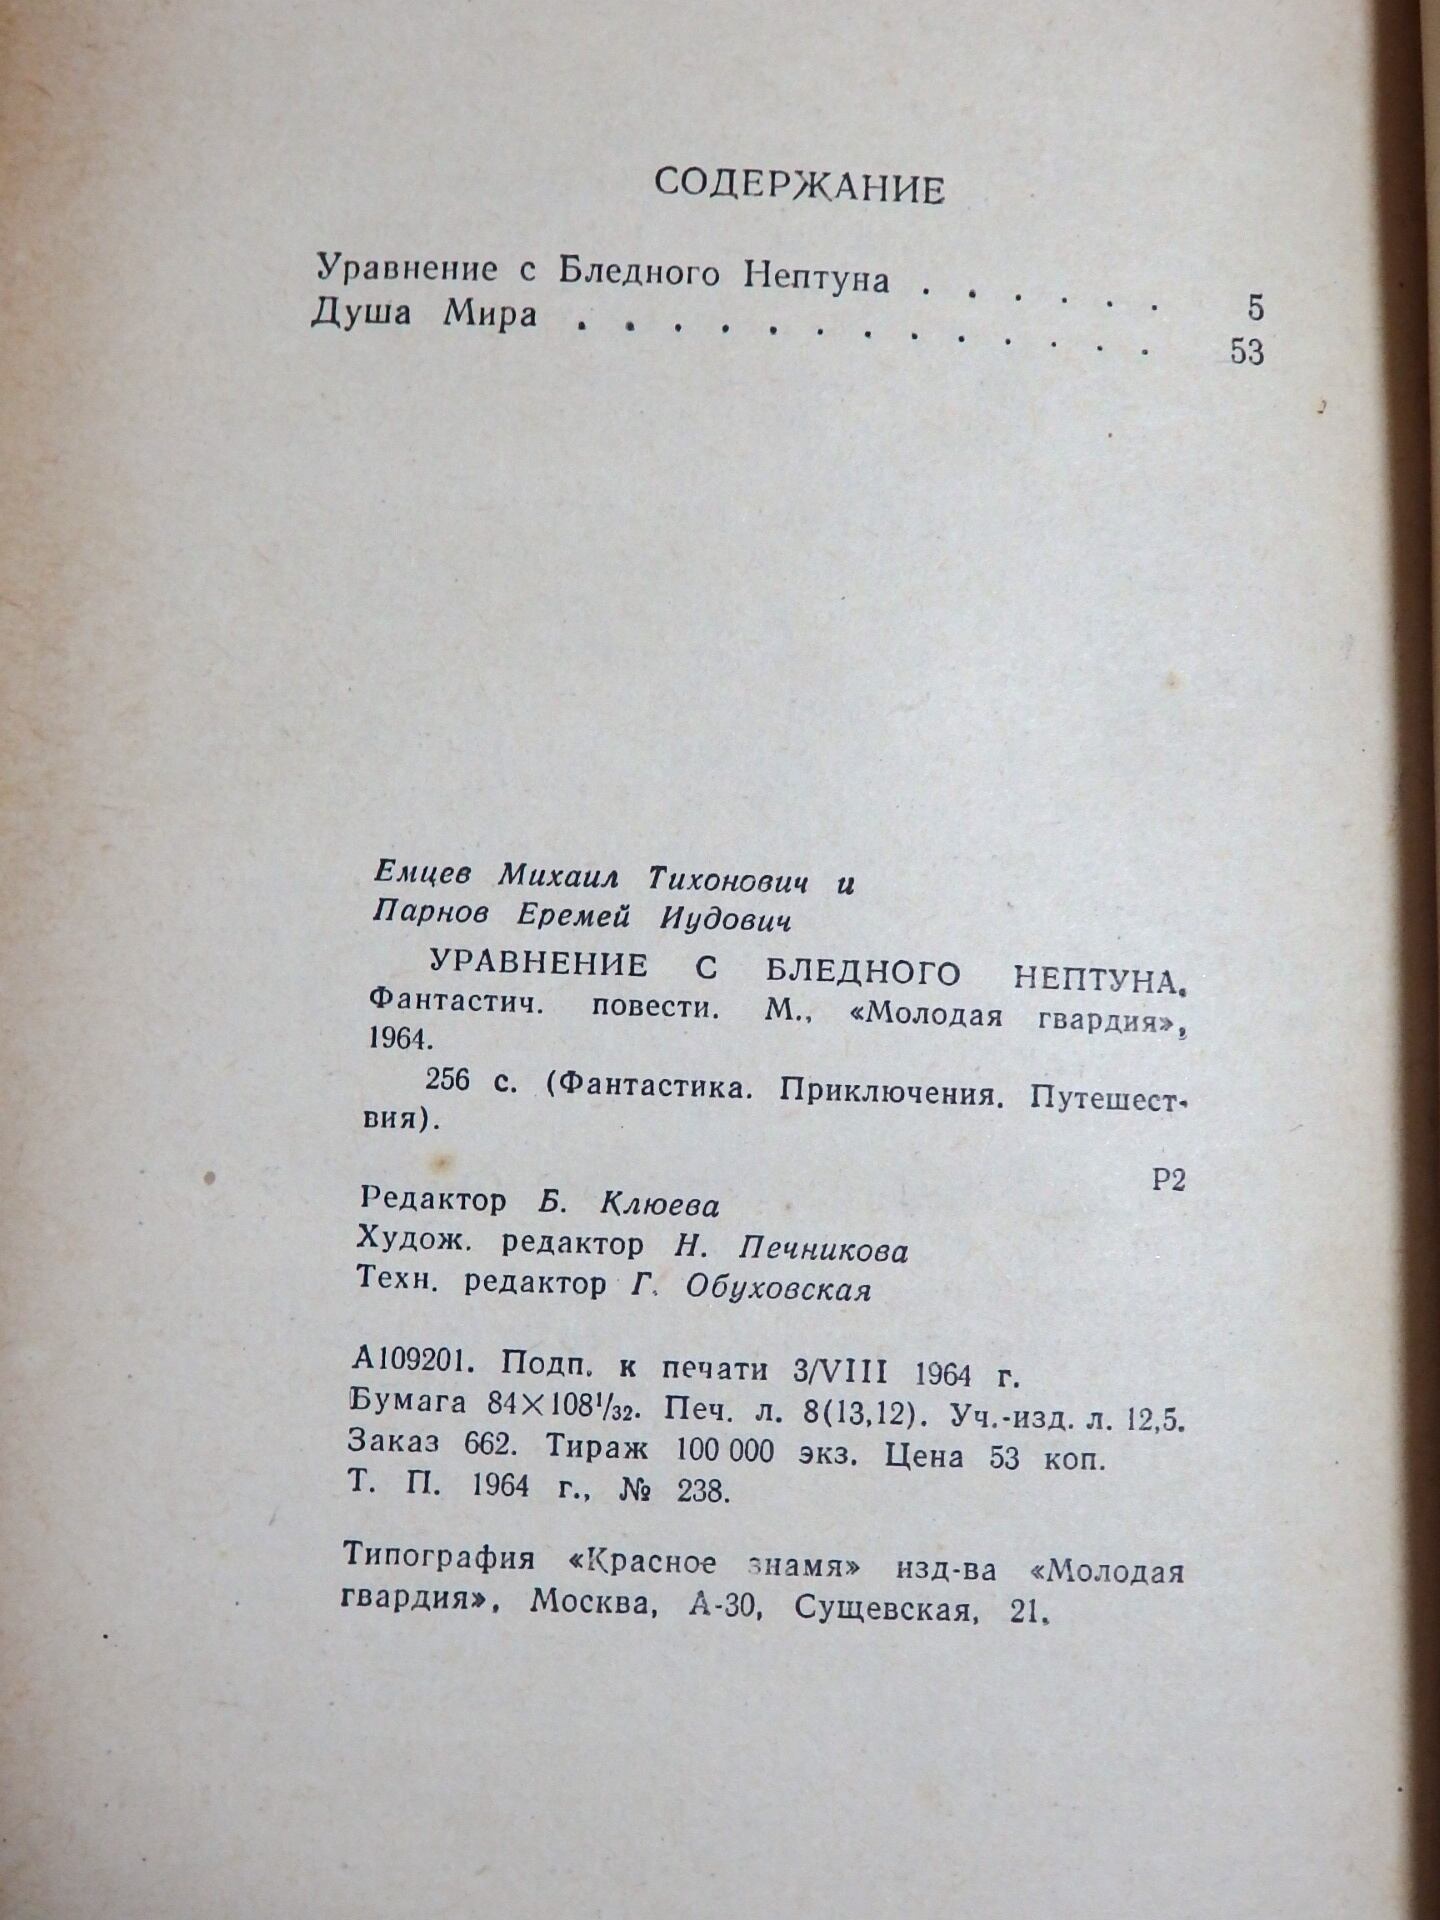 СОДЕРЖАНИЕ
Уравнение с Бледного Нептуна . . . . . . 5
Душа Мира . . . . . . . . . . . . . 53
Емцев Михаил Тихонович и
Парнов Еремей Иудович
УРАВНЕНИЕ С БЛЕДНОГО НЕПТУНА.
Фантастич. повести. М., «Молодая гвардия»,
1964.
256 с. (Фантастика. Приключения. Путешест-
вия).
Р2
Редактор Б. Клюева
Худож. редактор Н. Печникова
Техн. редактор Г. Обуховская
А109201. Подп. к печати 3/VIII 1964 г.
Бумага 84×108¹/₃₂. Печ. л. 8(13,12). Уч.-изд. л. 12,5.
Заказ 662. Тираж 100 000 экз. Цена 53 коп.
Т. П. 1964 г., № 238.
Типография «Красное знамя» изд-ва «Молодая
гвардия», Москва, А-30, Сущевская, 21.